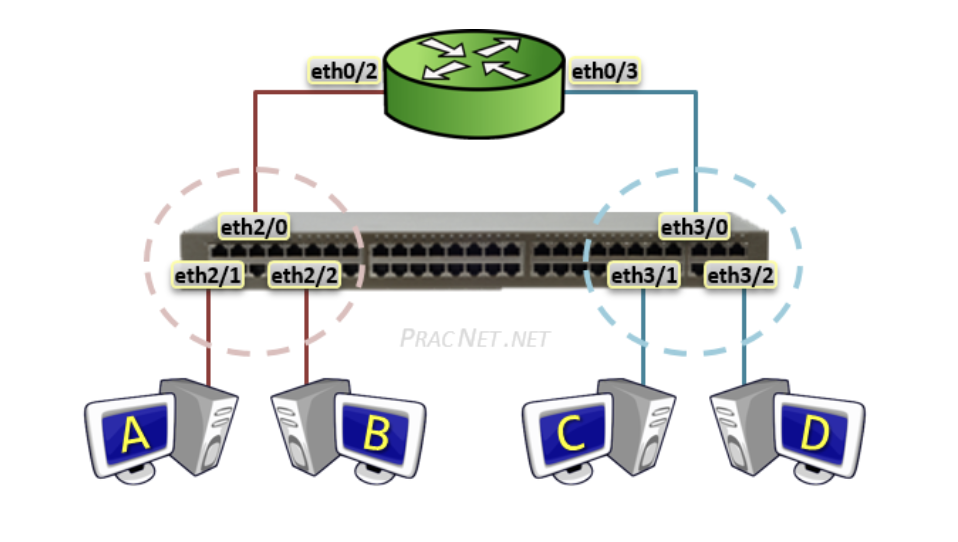 eth0/2
eth0/3
eth2/0
eth3/0
eth2/1
eth2/2
eth3/1
eth3/2
PRACNET.NET
A
B
C
D